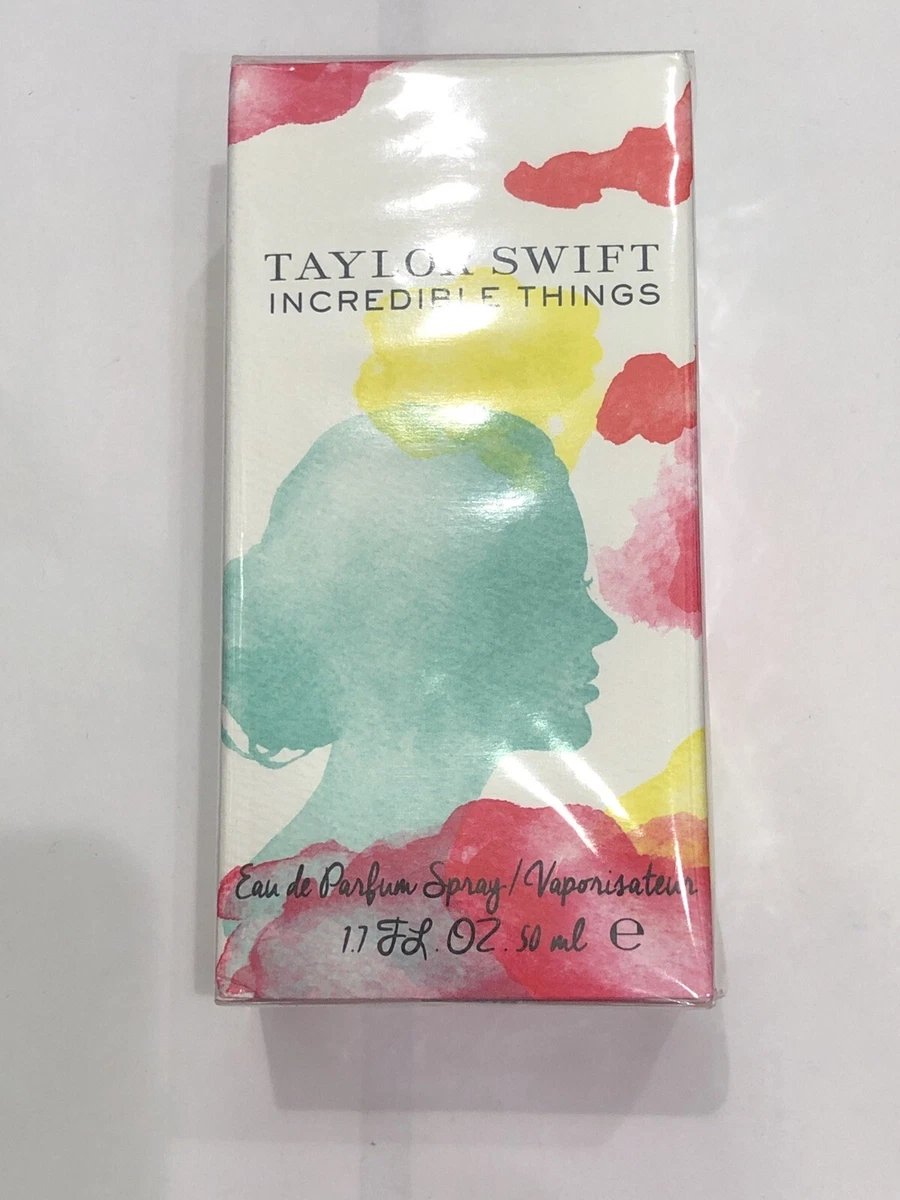 TAYLOR SWIFT
INCREDIBLE THINGS
Eau de Parfum Spray / Vaporisateur
1.7 FL. OZ. 50 ml e